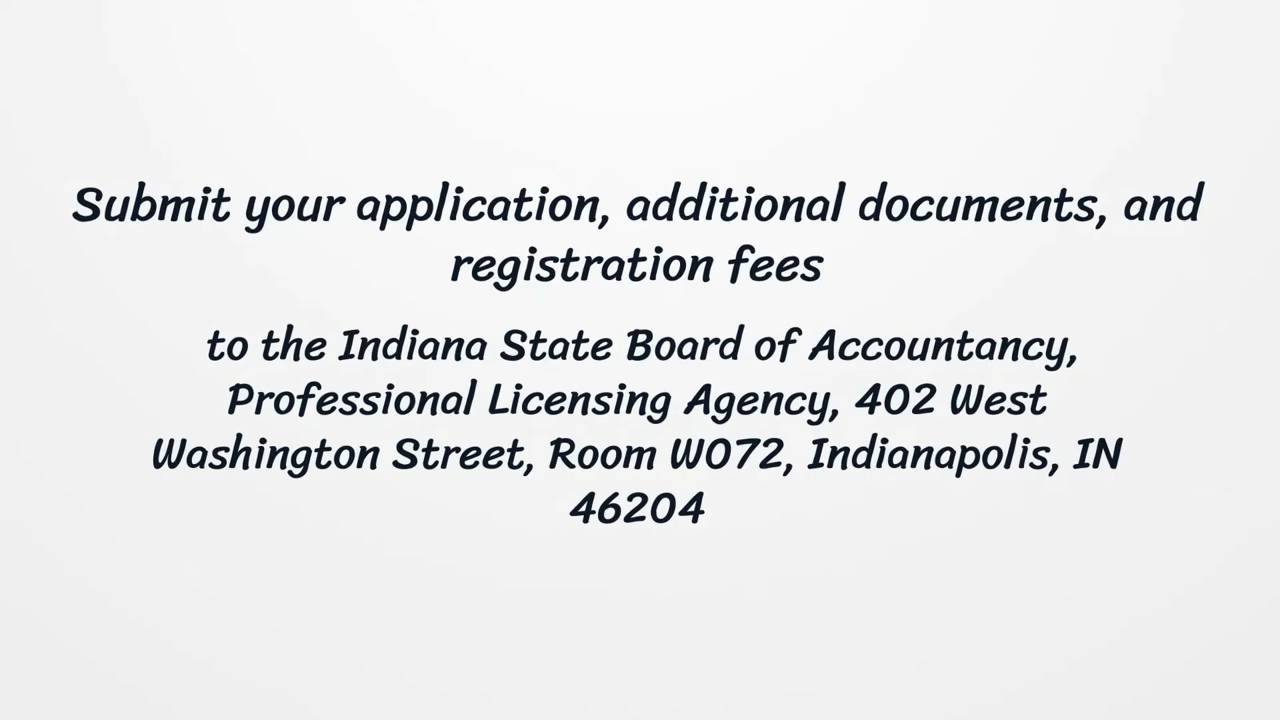 Submit your application, additional documents, and
registration fees
to the Indiana State Board of Accountancy,
Professional Licensing Agency, 402 West
Washington Street, Room W072, Indianapolis, IN
46204